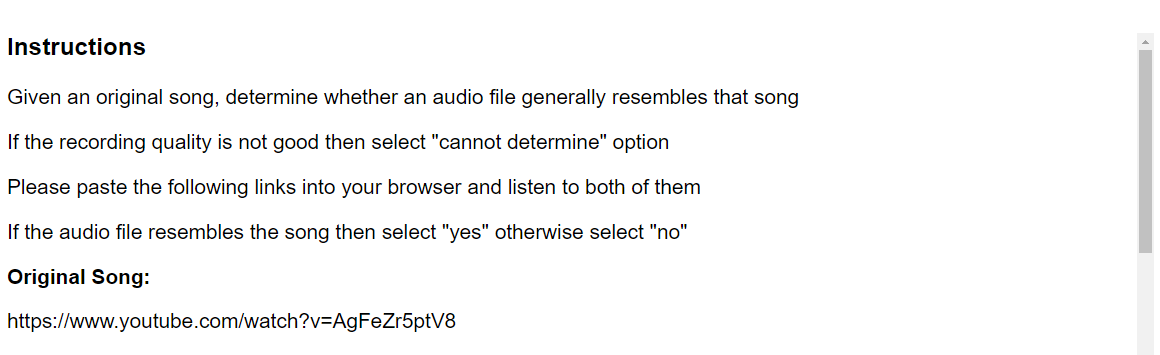 Instructions
Given an original song, determine whether an audio file generally resembles that song
If the recording quality is not good then select "cannot determine" option
Please paste the following links into your browser and listen to both of them
If the audio file resembles the song then select "yes" otherwise select "no"
Original Song:
https://www.youtube.com/watch?v=AgFeZr5ptV8